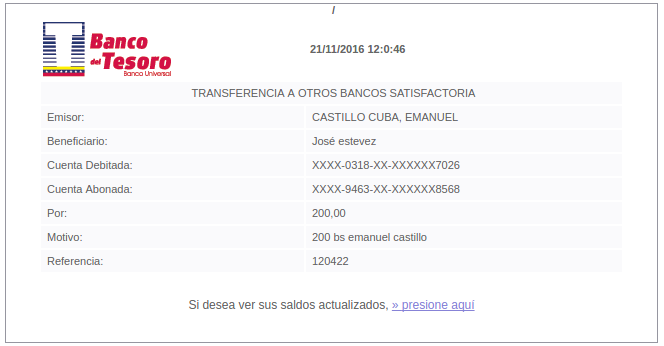 /
Banco
del Tesoro
Banco Universal
21/11/2016 12:0:46
TRANSFERENCIA A OTROS BANCOS SATISFACTORIA
Emisor: CASTILLO CUBA, EMANUEL
Beneficiario: José estevez
Cuenta Debitada: XXXX-0318-XX-XXXXXX7026
Cuenta Abonada: XXXX-9463-XX-XXXXXX8568
Por: 200,00
Motivo: 200 bs emanuel castillo
Referencia: 120422
Si desea ver sus saldos actualizados, » presione aquí